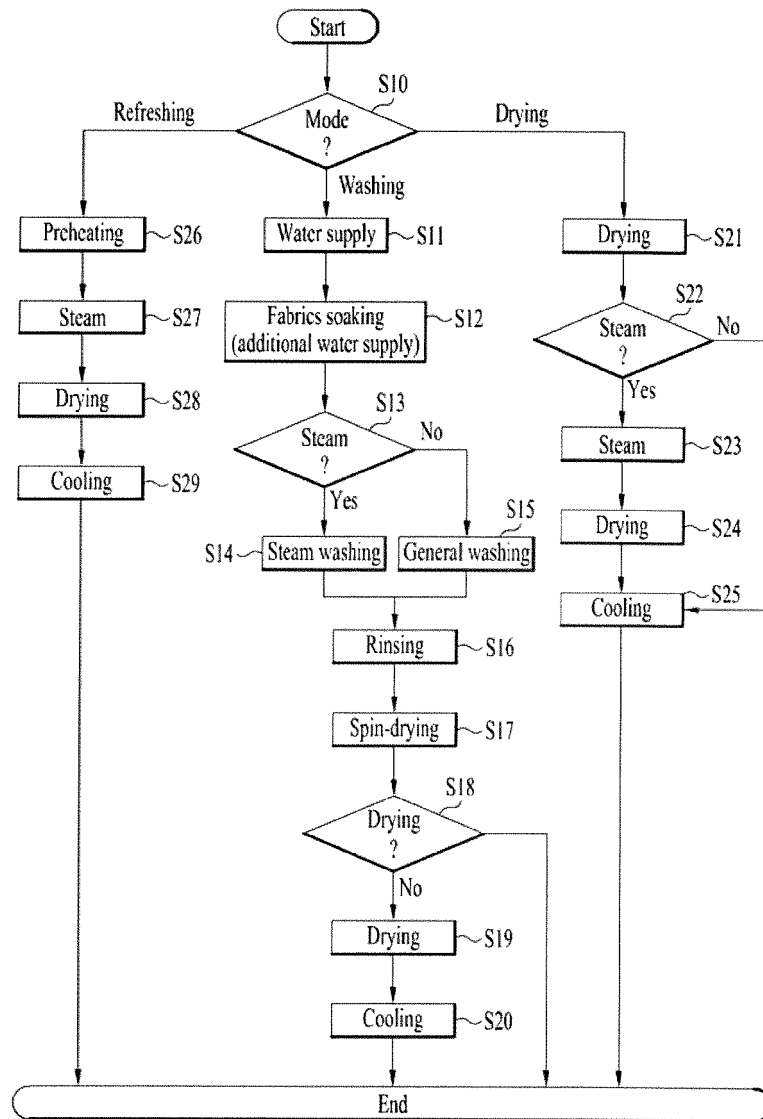 Start
S10
Mode
?
Refreshing
Drying
Washing
Preheating
S26
Water supply
S11
Drying
S21
Steam
S27
Fabrics soaking
(additional water supply)
S12
S22
Steam
?
No
Yes
Drying
S28
S13
Steam
?
No
Yes
Steam
S23
Cooling
S29
S15
S14
Steam washing
General washing
Drying
S24
S25
Cooling
Rinsing
S16
Spin-drying
S17
S18
Drying
?
No
Drying
S19
Cooling
S20
End